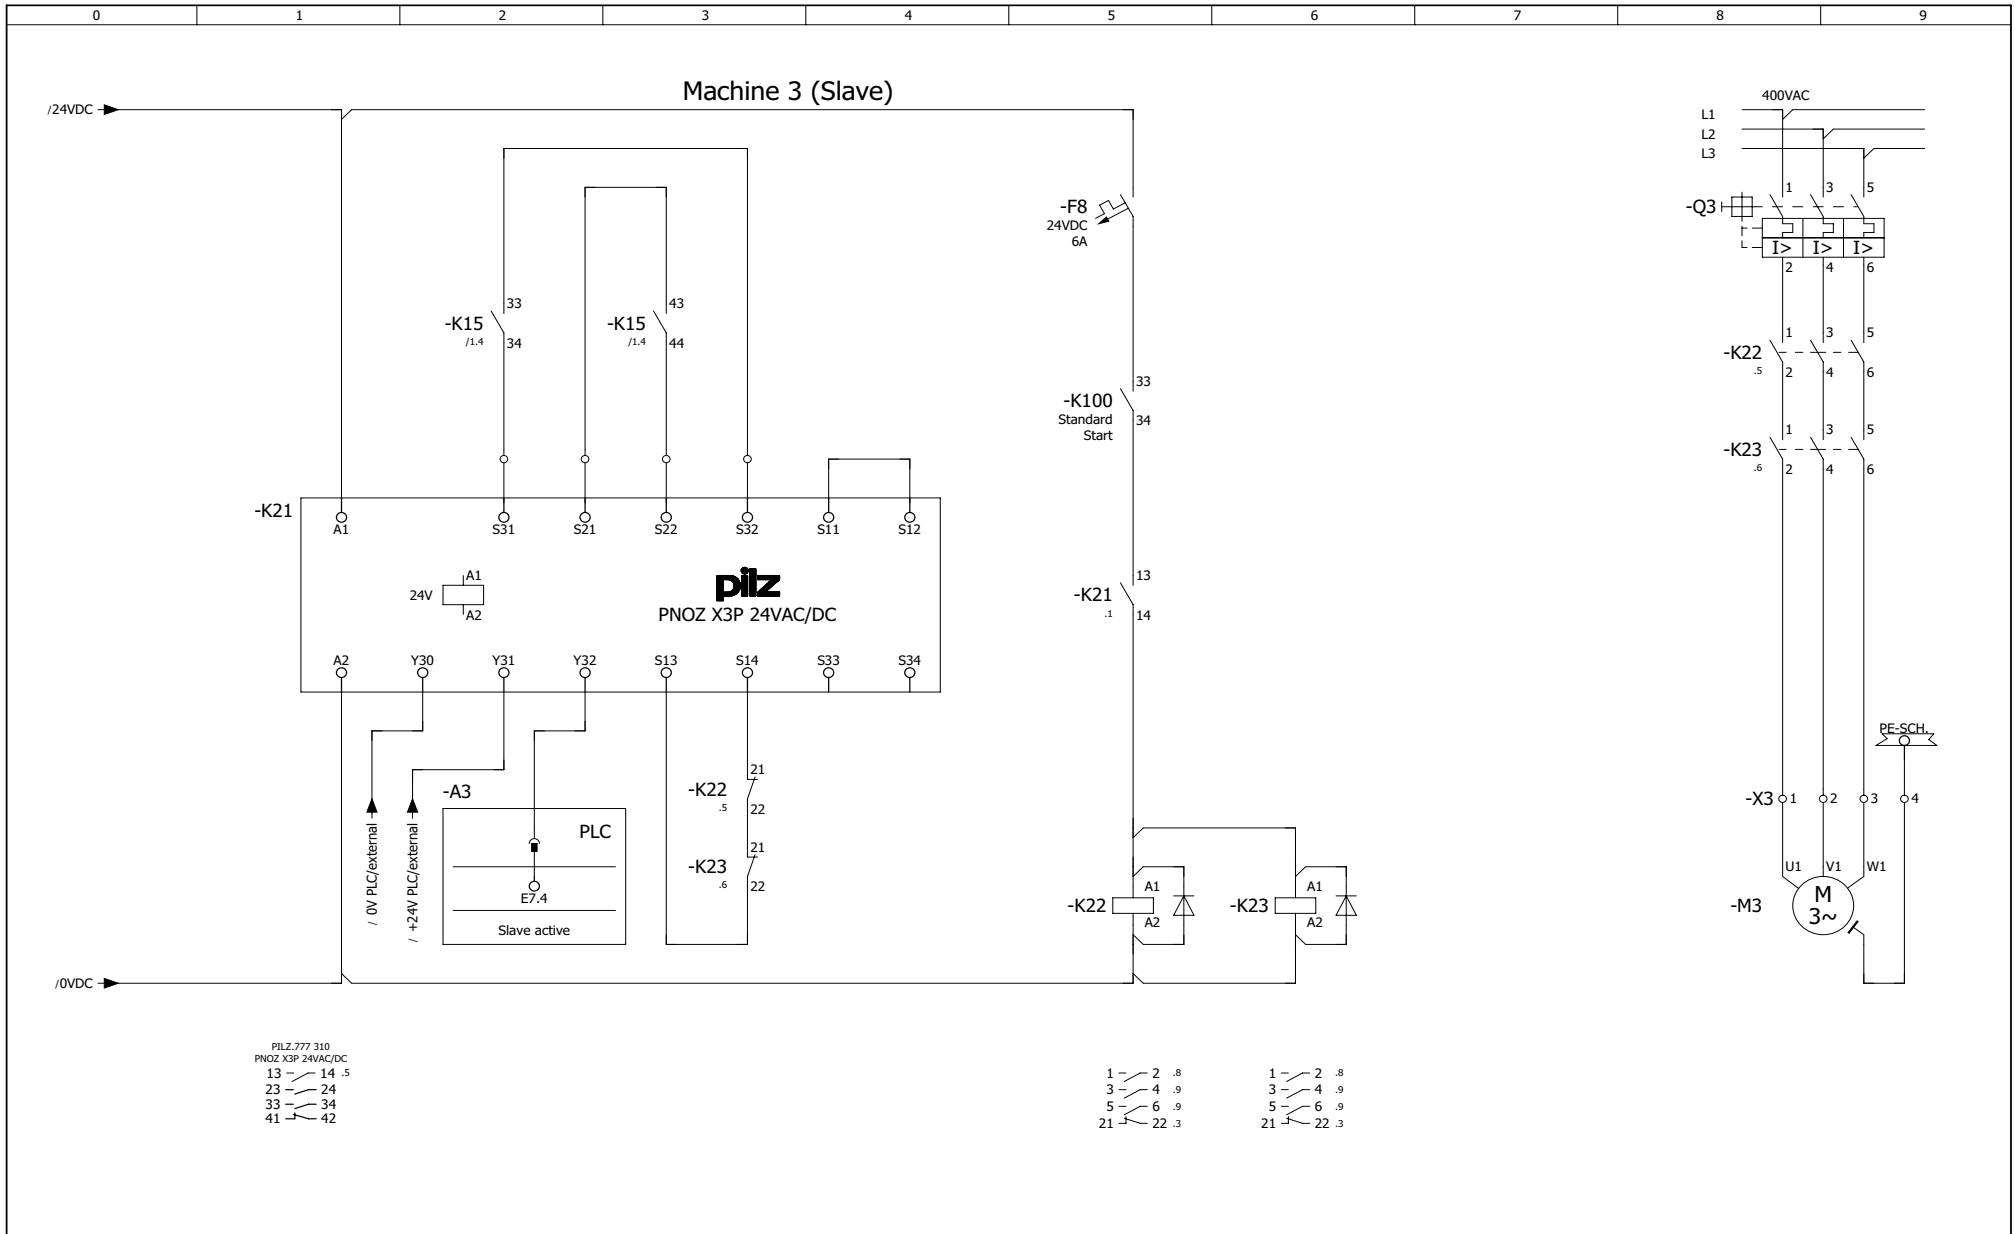 0 1 2 3 4 5 6 7 8 9
Machine 3 (Slave)
/24VDC
400VAC
L1
L2
L3
-F8
24VDC
6A
-Q3
1 3 5
I> I> I>
2 4 6
-K15
/1.4
33
34
-K15
/1.4
43
44
-K22
.5
1 3 5
2 4 6
-K100
Standard
Start
33
34
-K23
.6
1 3 5
2 4 6
-K21
A1 S31 S21 S22 S32 S11 S12
24V
A1
A2
pilz
PNOZ X3P 24VAC/DC
A2 Y30 Y31 Y32 S13 S14 S33 S34
-K21
.1
13
14
/ 0V PLC/external
/ +24V PLC/external
-A3
PLC
E7.4
Slave active
-K22
.5
21
22
-K23
.6
21
22
PE-SCH.
-X3 1 2 3 4
U1 V1 W1
-M3
M
3~
-K22
A1
A2
-K23
A1
A2
/0VDC
PILZ.777 310
PNOZ X3P 24VAC/DC
13 14 .5
23 24
33 34
41 42
1 2 .8
3 4 .9
5 6 .9
21 22 .3
1 2 .8
3 4 .9
5 6 .9
21 22 .3